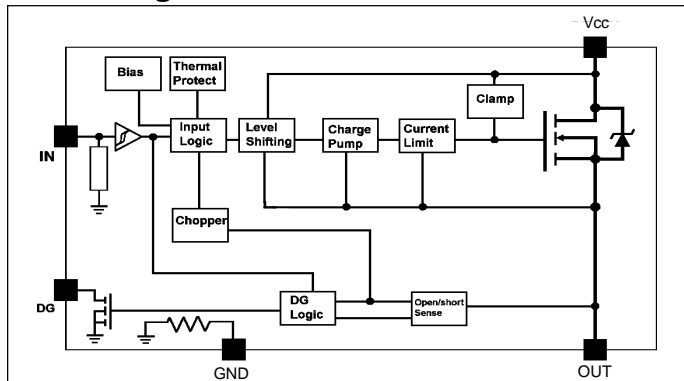 Vcc
Bias
Thermal
Protect
Clamp
IN
Input
Logic
Level
Shifting
Charge
Pump
Current
Limit
Chopper
DG
DG
Logic
Open/short
Sense
GND
OUT